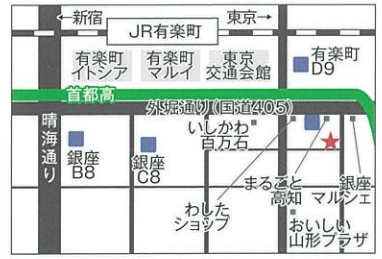 ←新宿
東京→
JR有楽町
有楽町
イトシア
有楽町
マルイ
東京
交通会館
有楽町
D9
首都高
外堀通り(国道405)
晴海通り
いしかわ
百万石
銀座
B8
銀座
C8
わした
ショップ
まるごと
高知
銀座
マルシェ
おいしい
山形プラザ